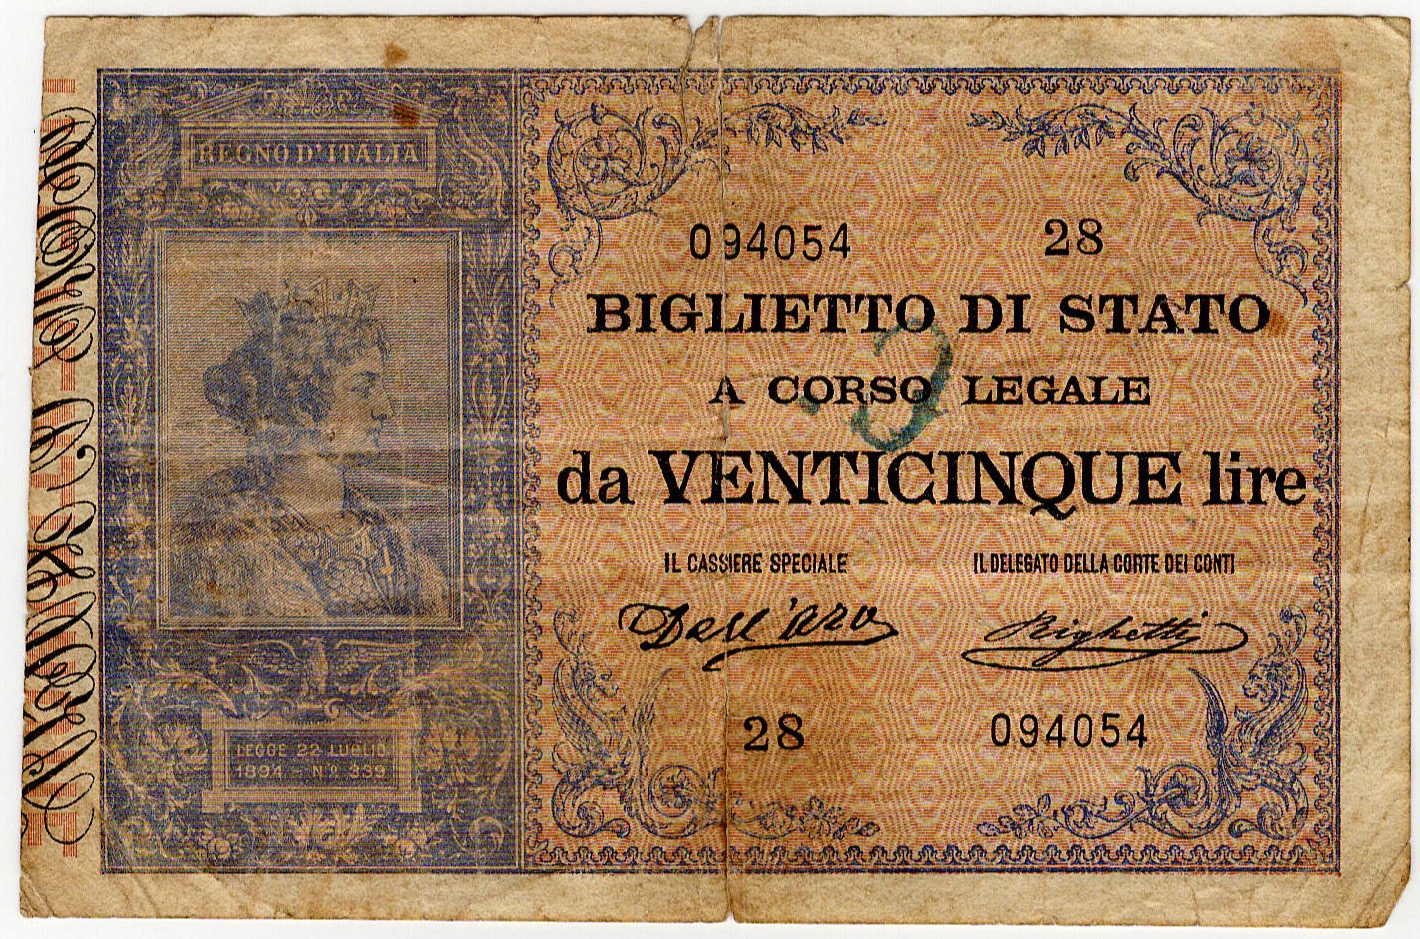 REGNO D'ITALIA
LEGGE 22 LUGLIO
1894 - No. 339
094054 28
BIGLIETTO DI STATO
A CORSO LEGALE
da VENTICINQUE lire
IL CASSIERE SPECIALE IL DELEGATO DELLA CORTE DEI CONTI
Dell'Ara Righetti
28 094054